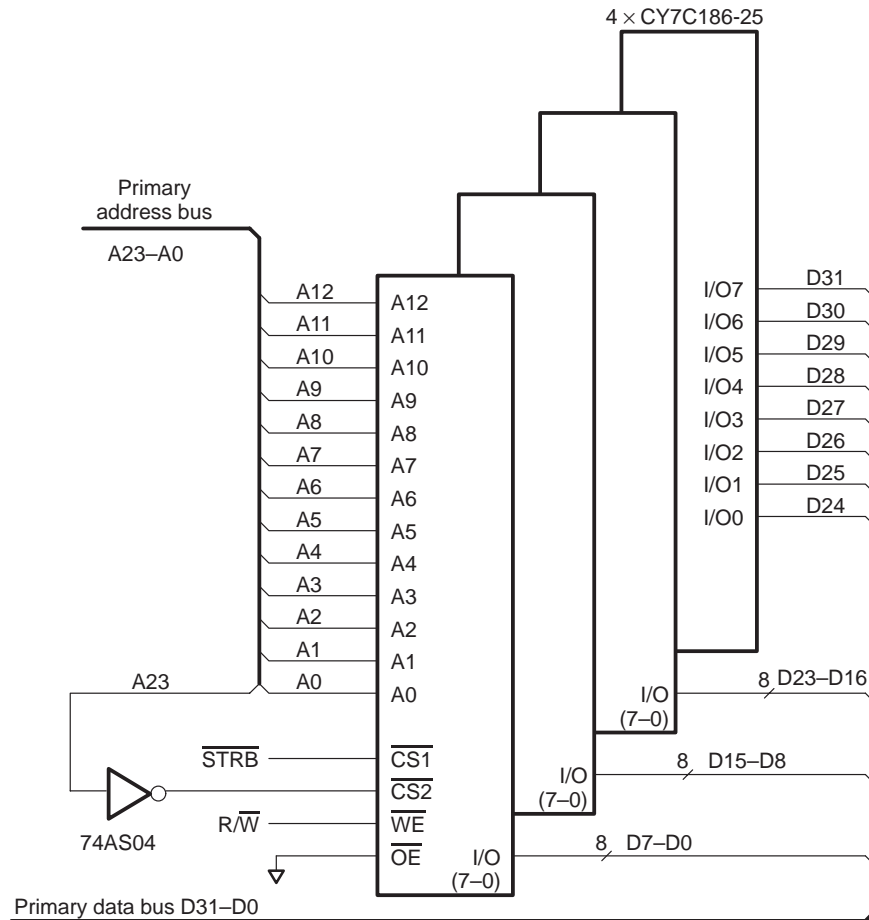 4 × CY7C186-25
Primary
address bus
A23–A0
A12
A11
A10
A9
A8
A7
A6
A5
A4
A3
A2
A1
A0
A23
A12
A11
A10
A9
A8
A7
A6
A5
A4
A3
A2
A1
A0
STRB
CS1
CS2
R/W
WE
OE
74AS04
I/O7
D31
I/O6
D30
I/O5
D29
I/O4
D28
I/O3
D27
I/O2
D26
I/O1
D25
I/O0
D24
I/O
(7–0)
8
D23–D16
I/O
(7–0)
8
D15–D8
I/O
(7–0)
8
D7–D0
Primary data bus D31–D0